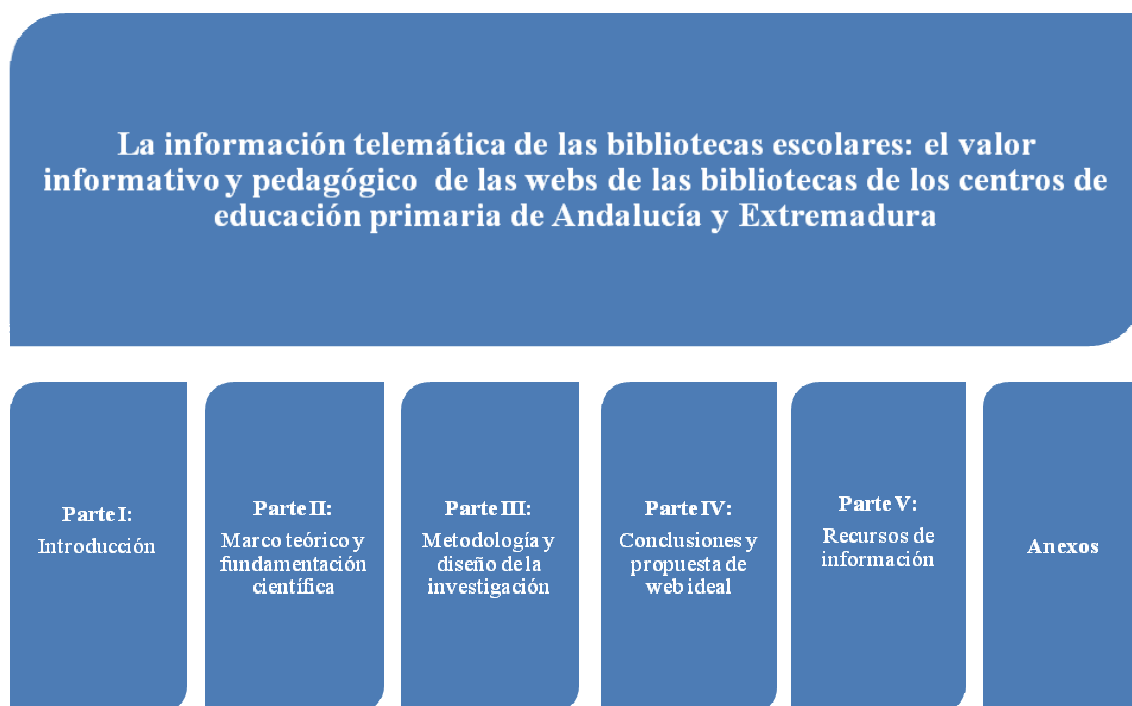 La información telemática de las bibliotecas escolares: el valor
informativo y pedagógico de las webs de las bibliotecas de los centros de
educación primaria de Andalucía y Extremadura
Parte I:
Introducción
Parte II:
Marco teórico y
fundamentación
científica
Parte III:
Metodología y
diseño de la
investigación
Parte IV:
Conclusiones y
propuesta de
web ideal
Parte V:
Recursos de
información
Anexos